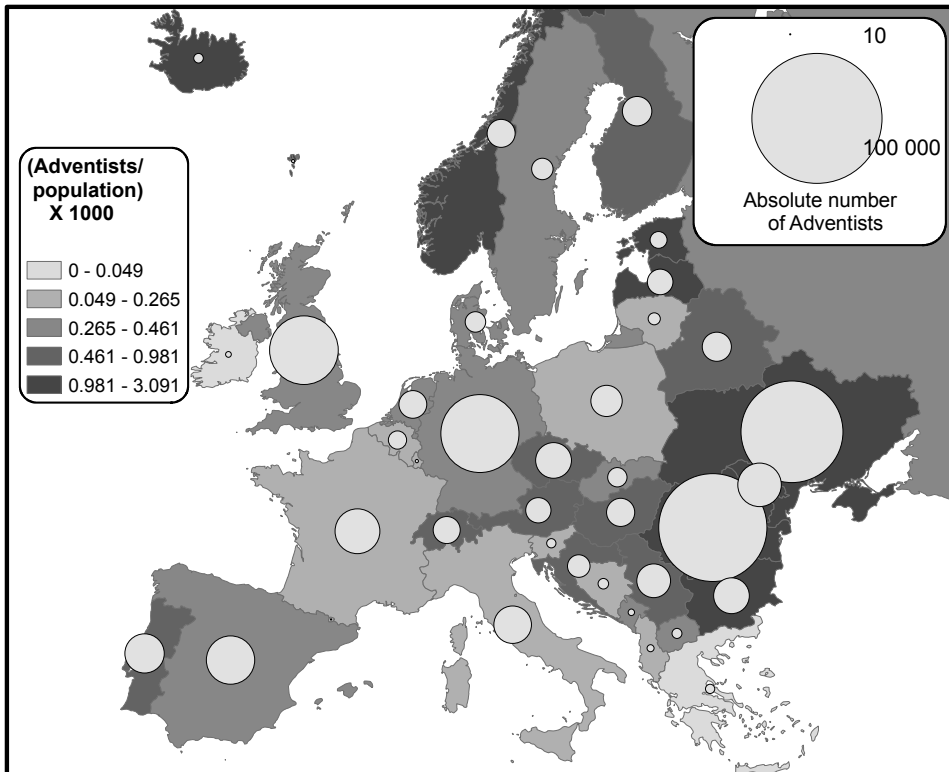 (Adventists/
population)
X 1000
0 - 0.049
0.049 - 0.265
0.265 - 0.461
0.461 - 0.981
0.981 - 3.091
10
100 000
Absolute number
of Adventists